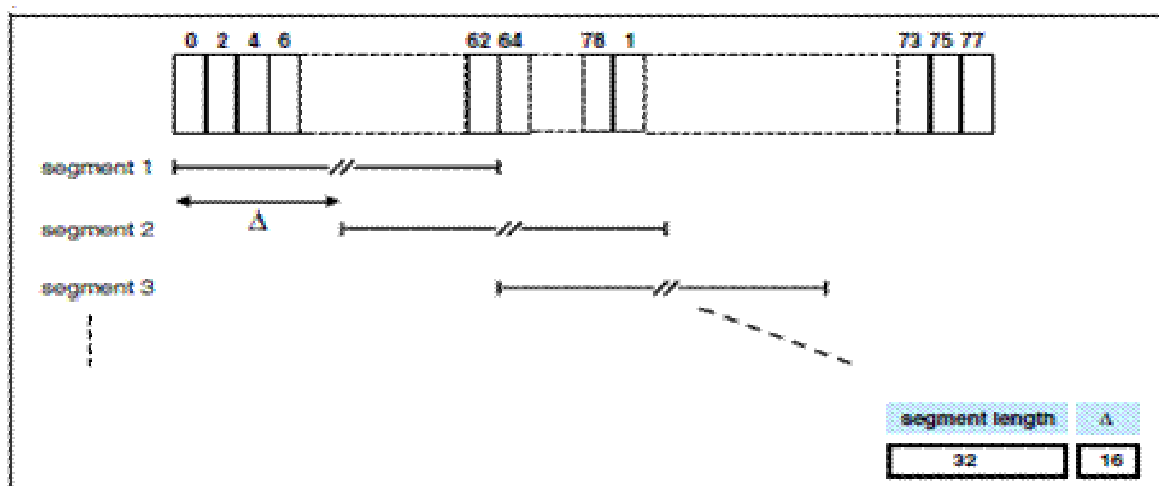 0 2 4 6 62 64 78 1 73 75 77
segment 1
Δ
segment 2
segment 3
segment length Δ
32 16